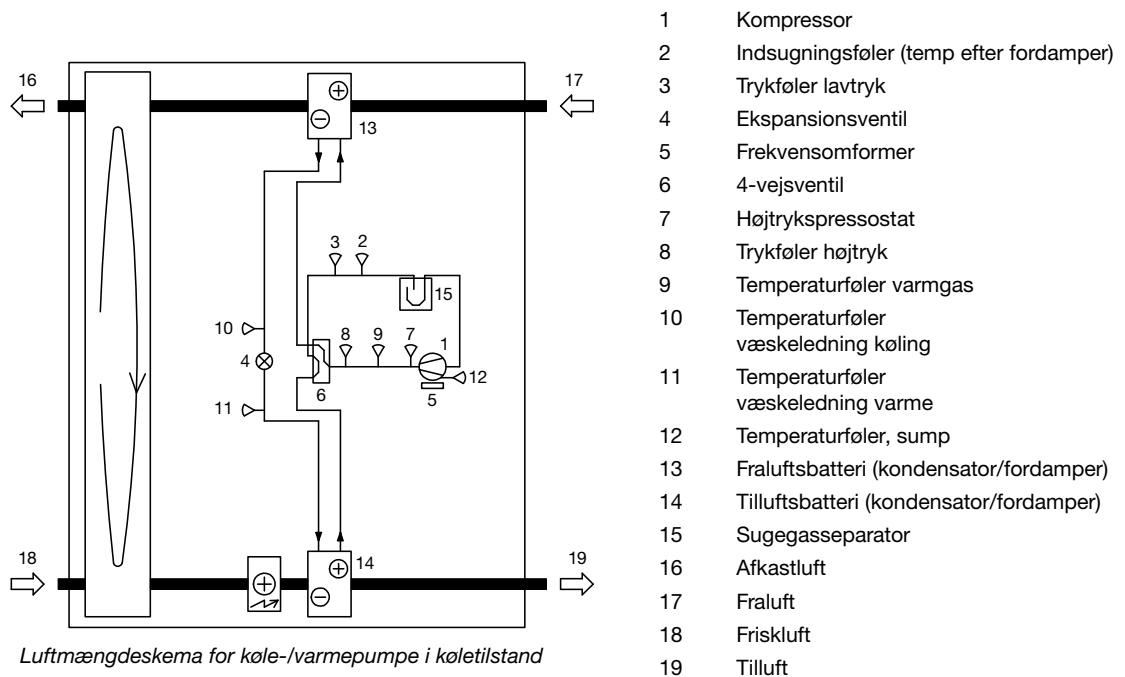 16
17
13
3 2
15
10
8 9 7 1
4
12
6
5
11
18
14
19
Luftmængdeskema for køle-/varmepumpe i køletilstand
1 Kompressor
2 Indsugningsføler (temp efter fordamper)
3 Trykføler lavtryk
4 Ekspansionsventil
5 Frekvensomformer
6 4-vejsventil
7 Højtrykspressostat
8 Trykføler højtryk
9 Temperaturføler varmgas
10 Temperaturføler
væskeledning køling
11 Temperaturføler
væskeledning varme
12 Temperaturføler, sump
13 Fraluftsbatteri (kondensator/fordamper)
14 Tilluftsbatteri (kondensator/fordamper)
15 Sugegasseparator
16 Afkastluft
17 Fraluft
18 Friskluft
19 Tilluft